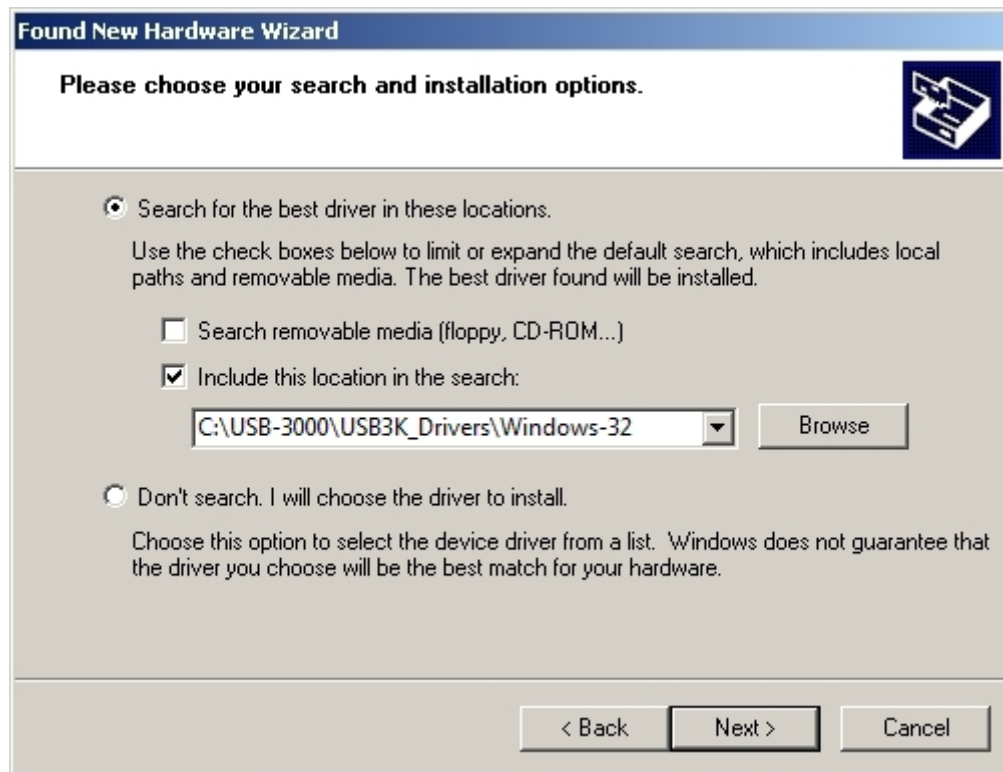 Found New Hardware Wizard
Please choose your search and installation options.
Search for the best driver in these locations.
Use the check boxes below to limit or expand the default search, which includes local
paths and removable media. The best driver found will be installed.
Search removable media (floppy, CD-ROM...)
Include this location in the search:
C:\USB-3000\USB3K_Drivers\Windows-32
Browse
Don't search. I will choose the driver to install.
Choose this option to select the device driver from a list.  Windows does not guarantee that
the driver you choose will be the best match for your hardware.
< Back
Next >
Cancel